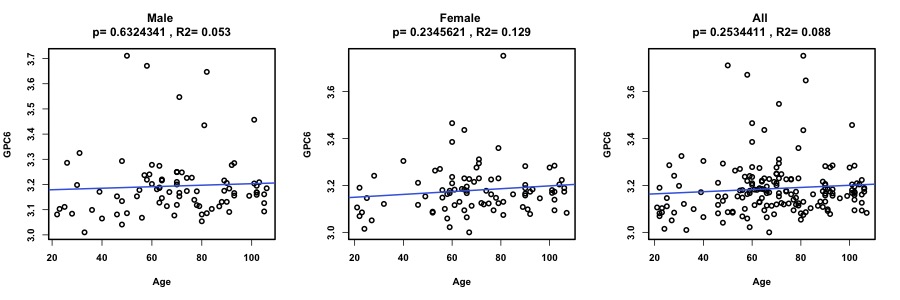 Male
p= 0.6324341 , R2= 0.053
GPC6
3.7
3.6
3.5
3.4
3.3
3.2
3.1
3.0
20 40 60 80 100
Age
Female
p= 0.2345621 , R2= 0.129
GPC6
3.6
3.4
3.2
3.0
20 40 60 80 100
Age
All
p= 0.2534411 , R2= 0.088
GPC6
3.6
3.4
3.2
3.0
20 40 60 80 100
Age